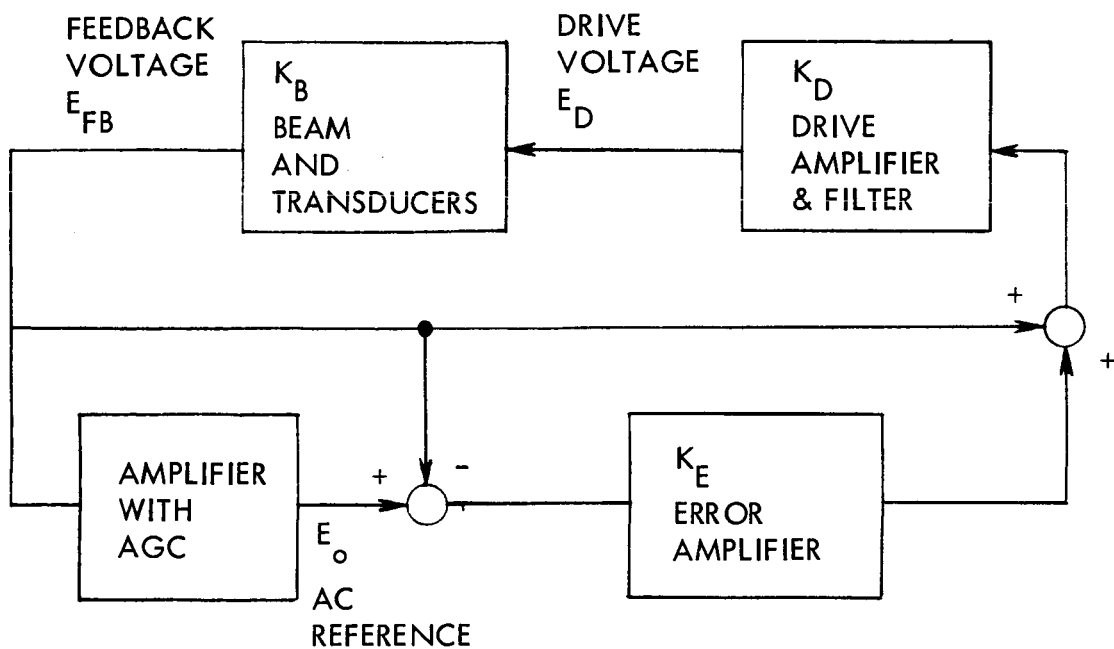 FEEDBACK
VOLTAGE
E_FB
K_B
BEAM
AND
TRANSDUCERS
DRIVE
VOLTAGE
E_D
K_D
DRIVE
AMPLIFIER
& FILTER
+
+
AMPLIFIER
WITH
AGC
+
-
E_o
AC
REFERENCE
K_E
ERROR
AMPLIFIER